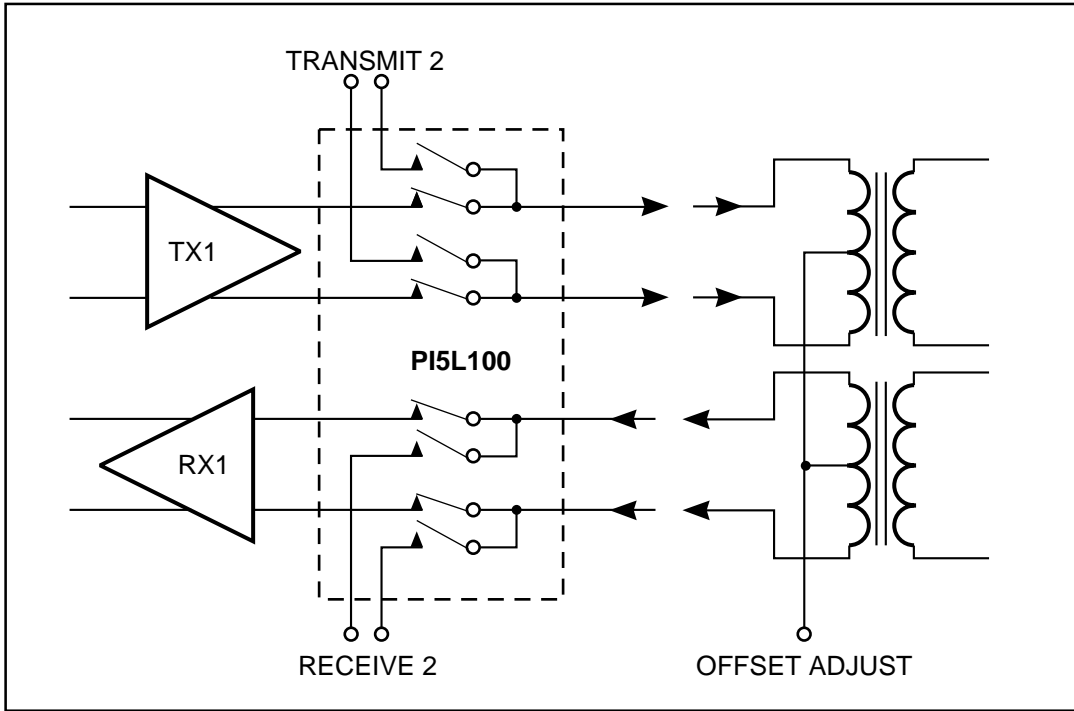 TRANSMIT 2
TX1
PI5L100
RX1
RECEIVE 2
OFFSET ADJUST